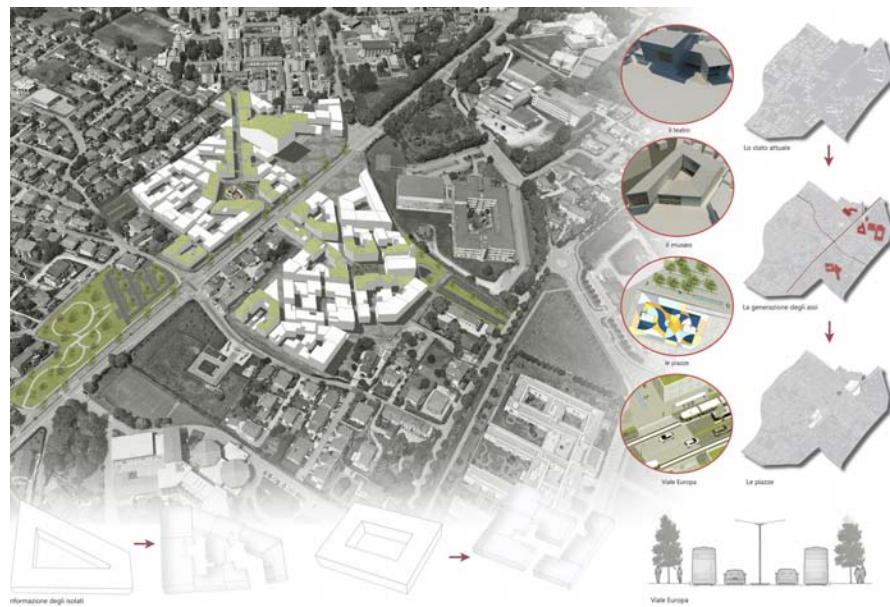 il teatro
Lo stato attuale
il museo
La generazione degli assi
le piazze
Viale Europa
Le piazze
nformazione degli isolati
Viale Europa